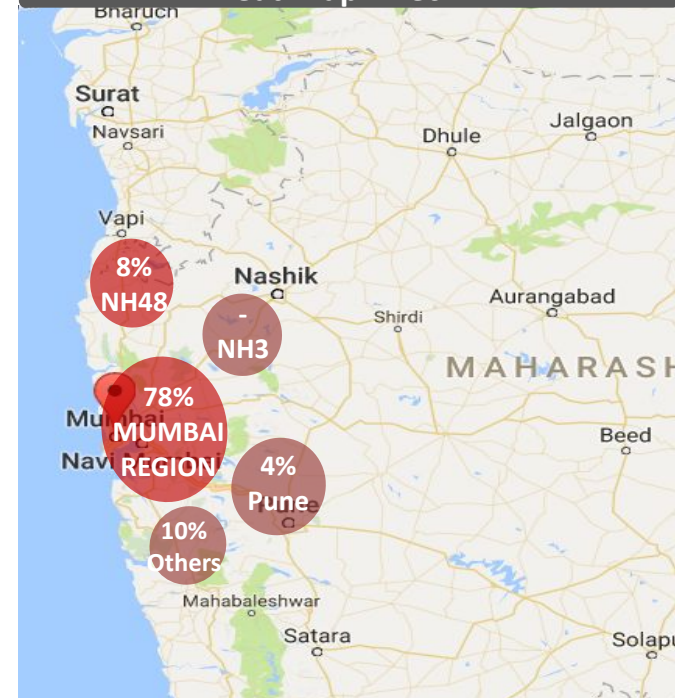 Bharuch
Surat
Navsari
Dhule
Jalgaon
Vapi
8%
NH48
Nashik
Aurangabad
-
NH3
Shirdi
MAHARASH
78%
Mumbai
MUMBAI
REGION
Beed
4%
Pune
10%
Others
Mahabaleshwar
Satara
Solapu